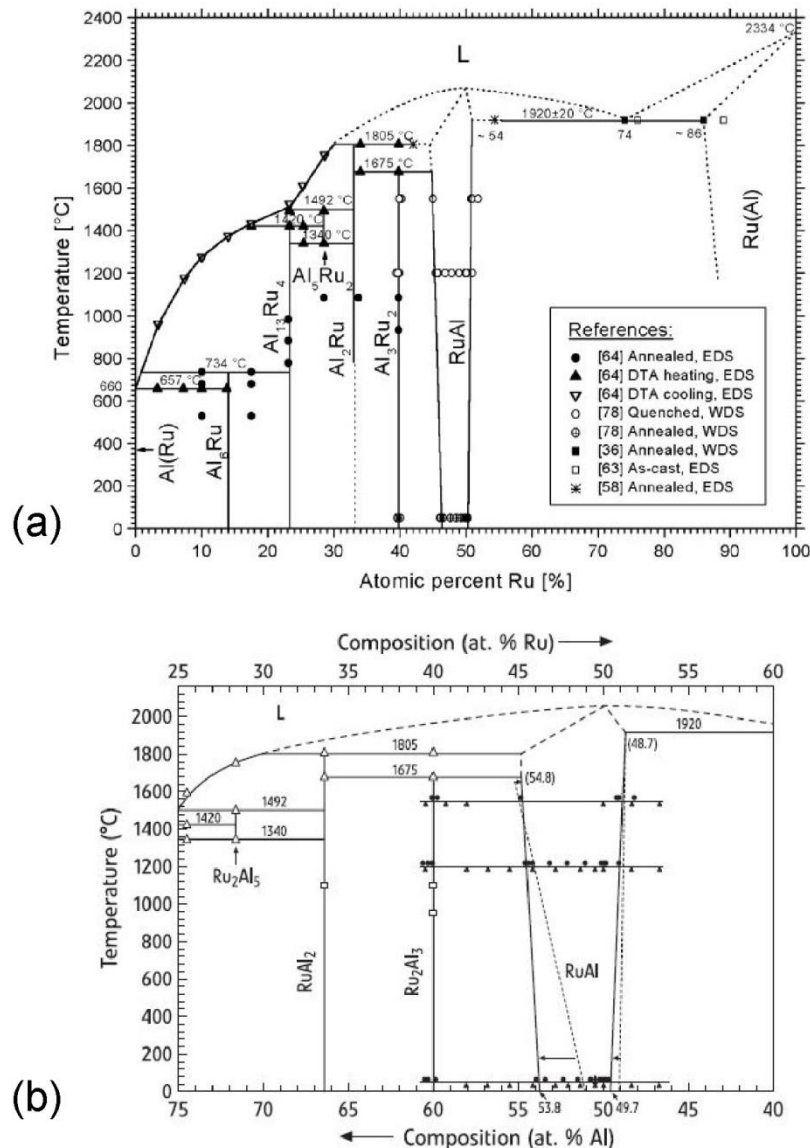 2400
2200
2000
1800
1600
1400
1200
1000
800
660
600
400
200
0
Temperature [°C]
2334 °C
L
1805 °C
1920±20 °C
~ 54
74
~ 86
1675 °C
1492 °C
1420 °C
1340 °C
734 °C
657 °C
Al(Ru)
Al6Ru
Al13Ru4
Al5Ru2
Al2Ru
Al3Ru2
RuAl
Ru(Al)
References:
[64] Annealed, EDS
[64] DTA heating, EDS
[64] DTA cooling, EDS
[78] Quenched, WDS
[78] Annealed, WDS
[36] Annealed, WDS
[63] As-cast, EDS
[58] Annealed, EDS
(a)
0 10 20 30 40 50 60 70 80 90 100
Atomic percent Ru [%]
Composition (at. % Ru)
25 30 35 40 45 50 55 60
2000
1800
1600
1400
1200
1000
800
600
400
200
0
Temperature (°C)
L
1920
1805
1675
(48.7)
(54.8)
1492
1420
1340
Ru2Al5
RuAl2
Ru2Al3
RuAl
53.8
49.7
(b)
75 70 65 60 55 50 45 40
Composition (at. % Al)